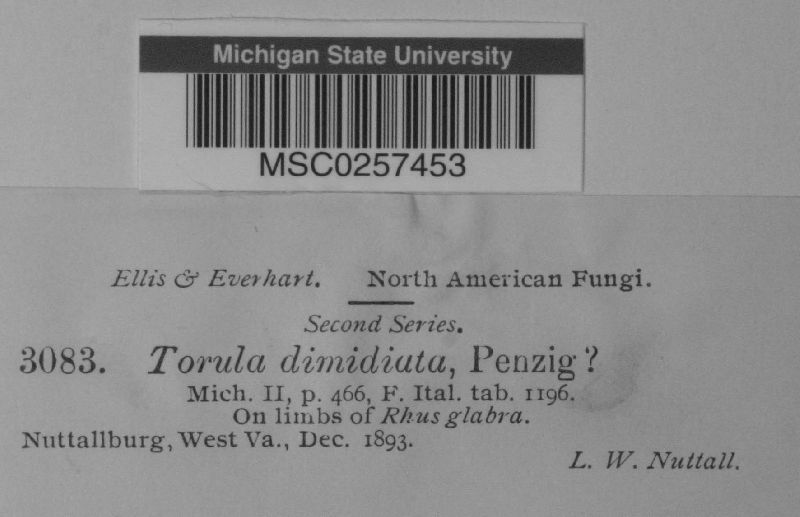 Michigan State University
MSC0257453
Ellis & Everhart. North American Fungi.
Second Series.
3083. Torula dimidiata, Penzig?
Mich. II, p. 466, F. Ital. tab. 1196.
On limbs of Rhus glabra.
Nuttallburg, West Va., Dec. 1893.
L. W. Nuttall.